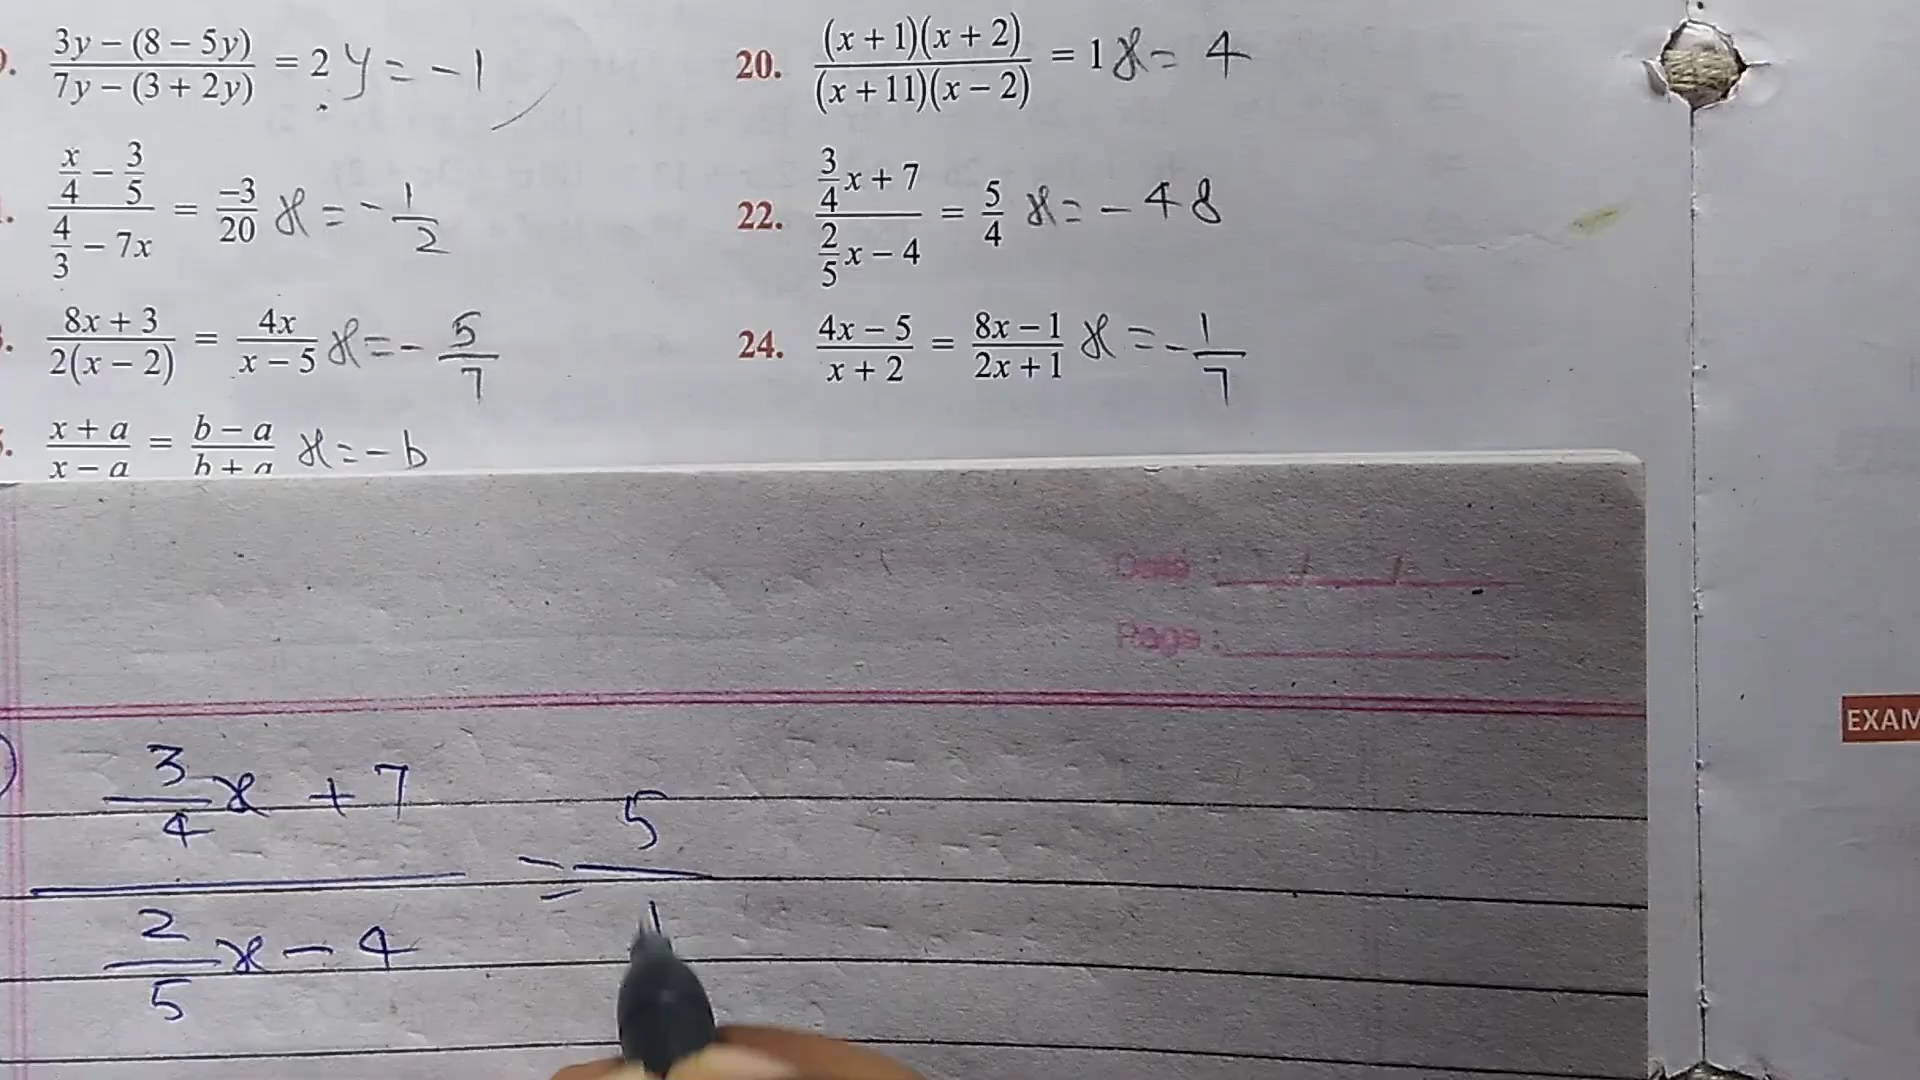 (3y – (8 – 5y))/(7y – (3 + 2y)) = 2 y = –1
20. ((x + 1)(x + 2))/((x + 11)(x – 2)) = 1 x = 4
(x/4 – 3/5)/(4/3 – 7x) = –3/20 x = –1/2
22. (3/4 x + 7)/(2/5 x – 4) = 5/4 x = –48
(8x + 3)/(2(x – 2)) = 4x/(x – 5) x = –5/7
24. (4x – 5)/(x + 2) = (8x – 1)/(2x + 1) x = –1/7
(x + a)/(x – a) = (b – a)/(b + a) x = –b
Date :
Page :
EXAM
(3/4 x + 7)/(2/5 x – 4) = 5/